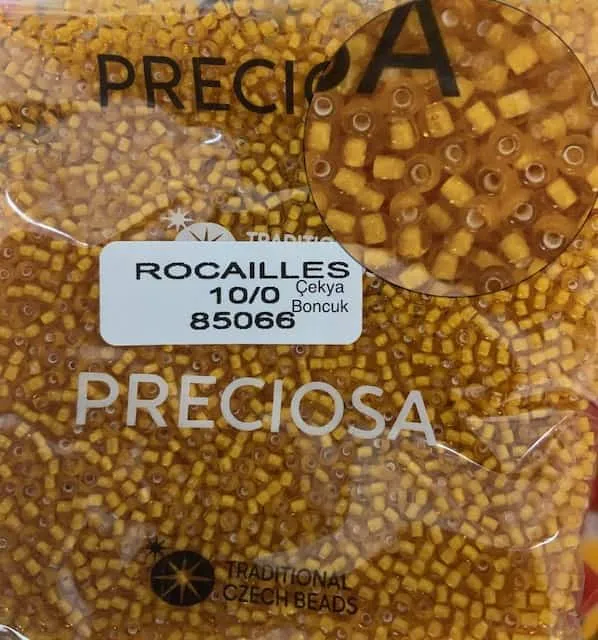 PRECIOSA
TRADITIO
ROCAILLES
10/0
Çekya
Boncuk
85066
PRECIOSA
TRADITIONAL
CZECH BEADS